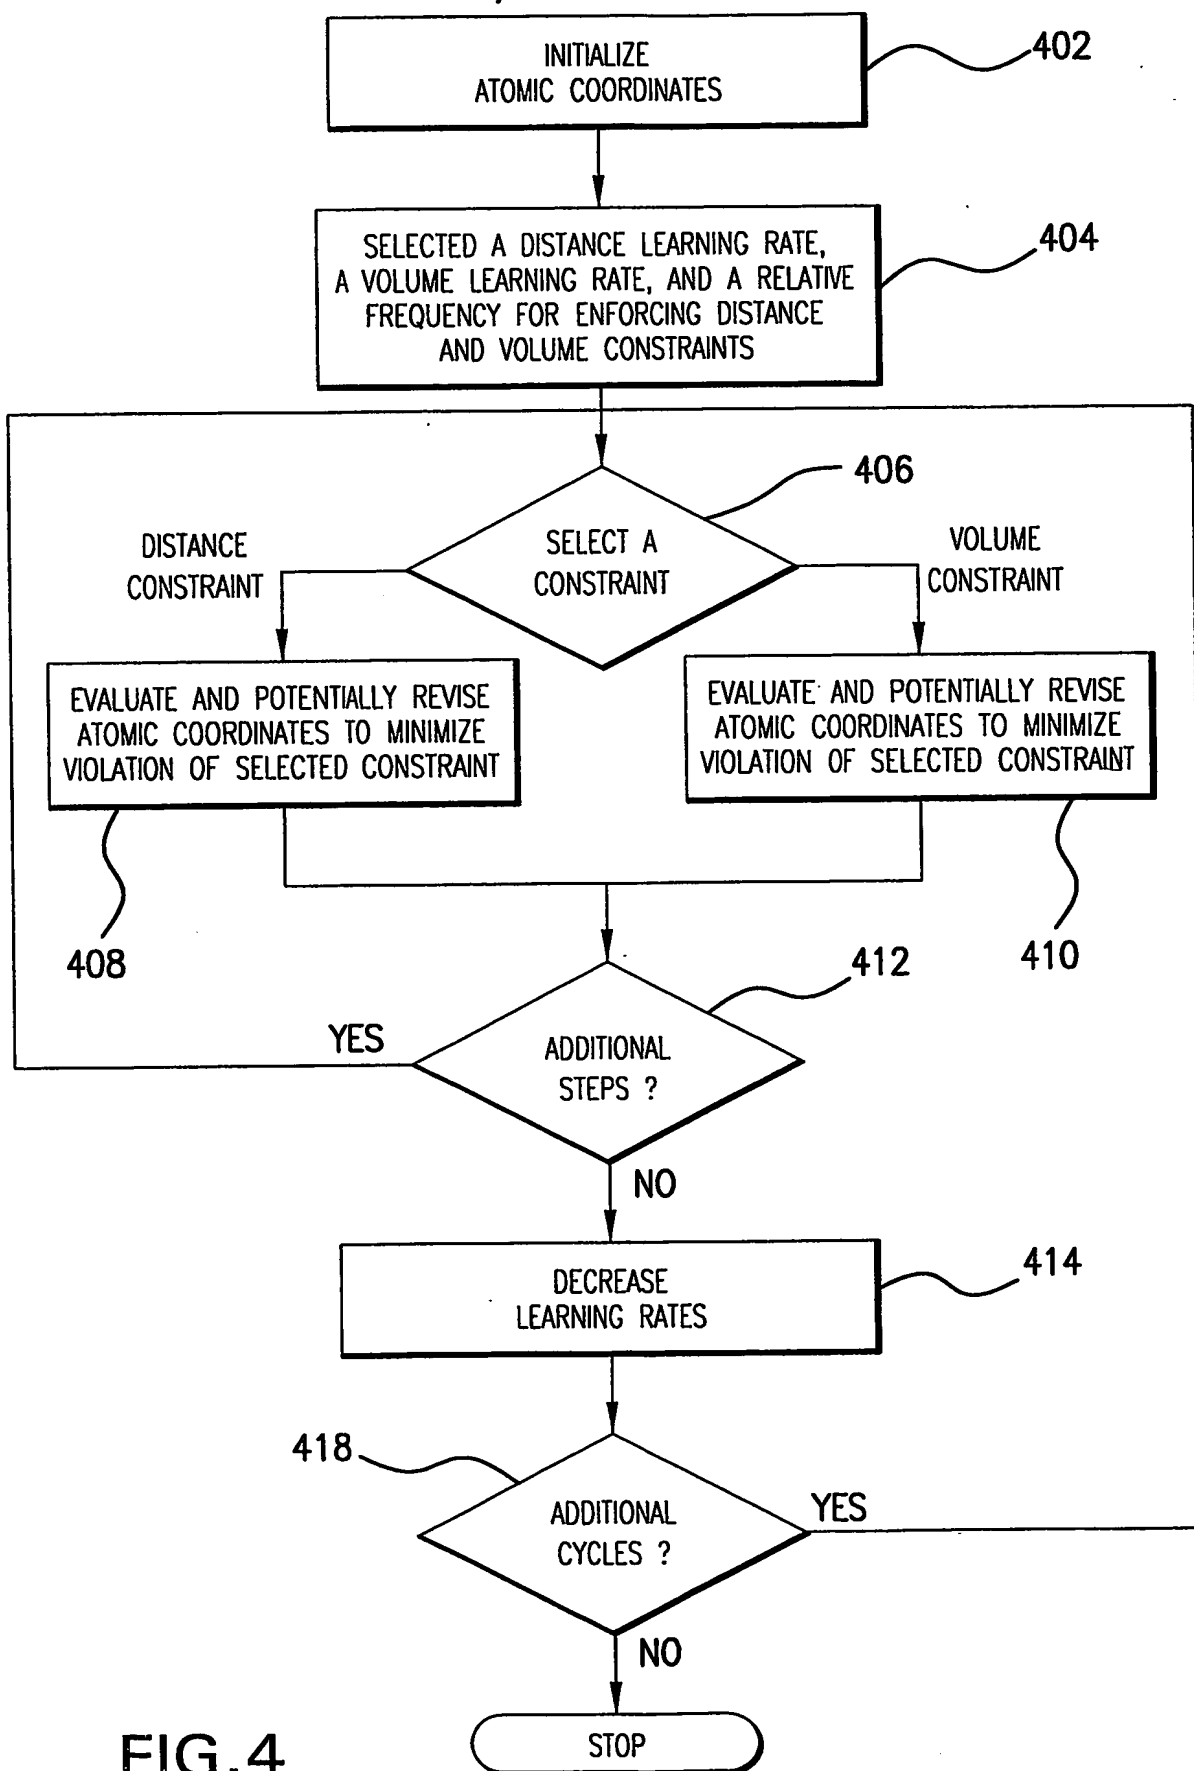 INITIALIZE
ATOMIC COORDINATES
402
SELECTED A DISTANCE LEARNING RATE,
A VOLUME LEARNING RATE, AND A RELATIVE
FREQUENCY FOR ENFORCING DISTANCE
AND VOLUME CONSTRAINTS
404
SELECT A
CONSTRAINT
406
DISTANCE
CONSTRAINT
VOLUME
CONSTRAINT
EVALUATE AND POTENTIALLY REVISE
ATOMIC COORDINATES TO MINIMIZE
VIOLATION OF SELECTED CONSTRAINT
408
EVALUATE AND POTENTIALLY REVISE
ATOMIC COORDINATES TO MINIMIZE
VIOLATION OF SELECTED CONSTRAINT
410
412
YES
ADDITIONAL
STEPS ?
NO
DECREASE
LEARNING RATES
414
418
ADDITIONAL
CYCLES ?
YES
NO
STOP
FIG.4